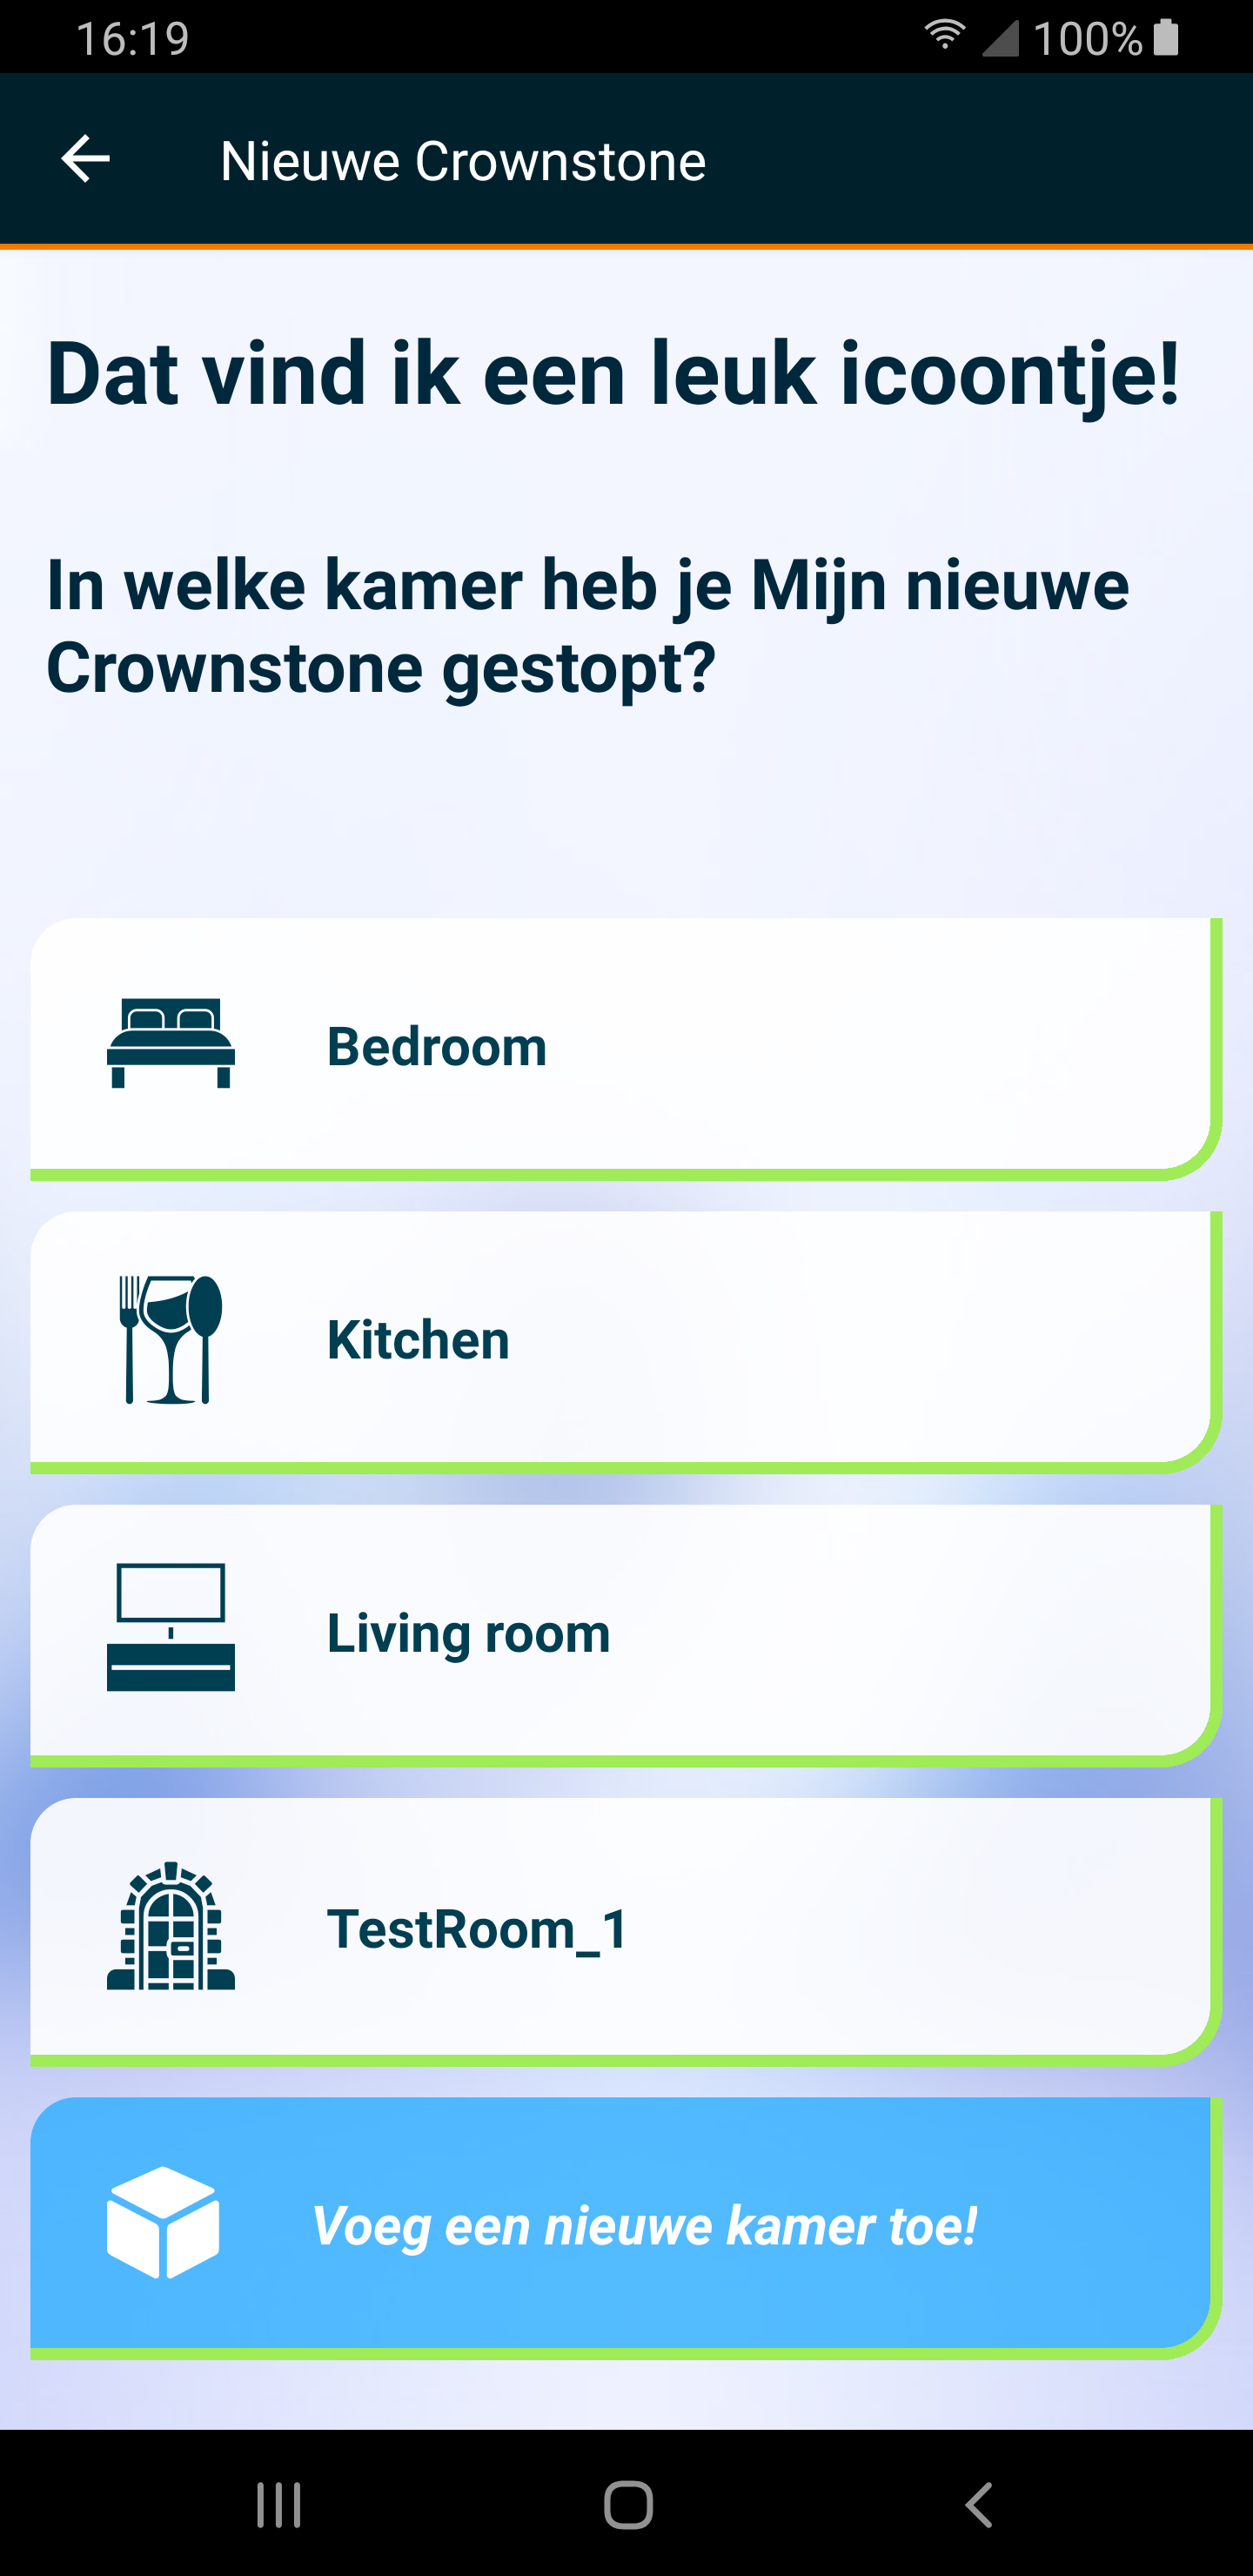 16:19
100%
Nieuwe Crownstone
Dat vind ik een leuk icoontje!
In welke kamer heb je Mijn nieuwe
Crownstone gestopt?
Bedroom
Kitchen
Living room
TestRoom_1
Voeg een nieuwe kamer toe!